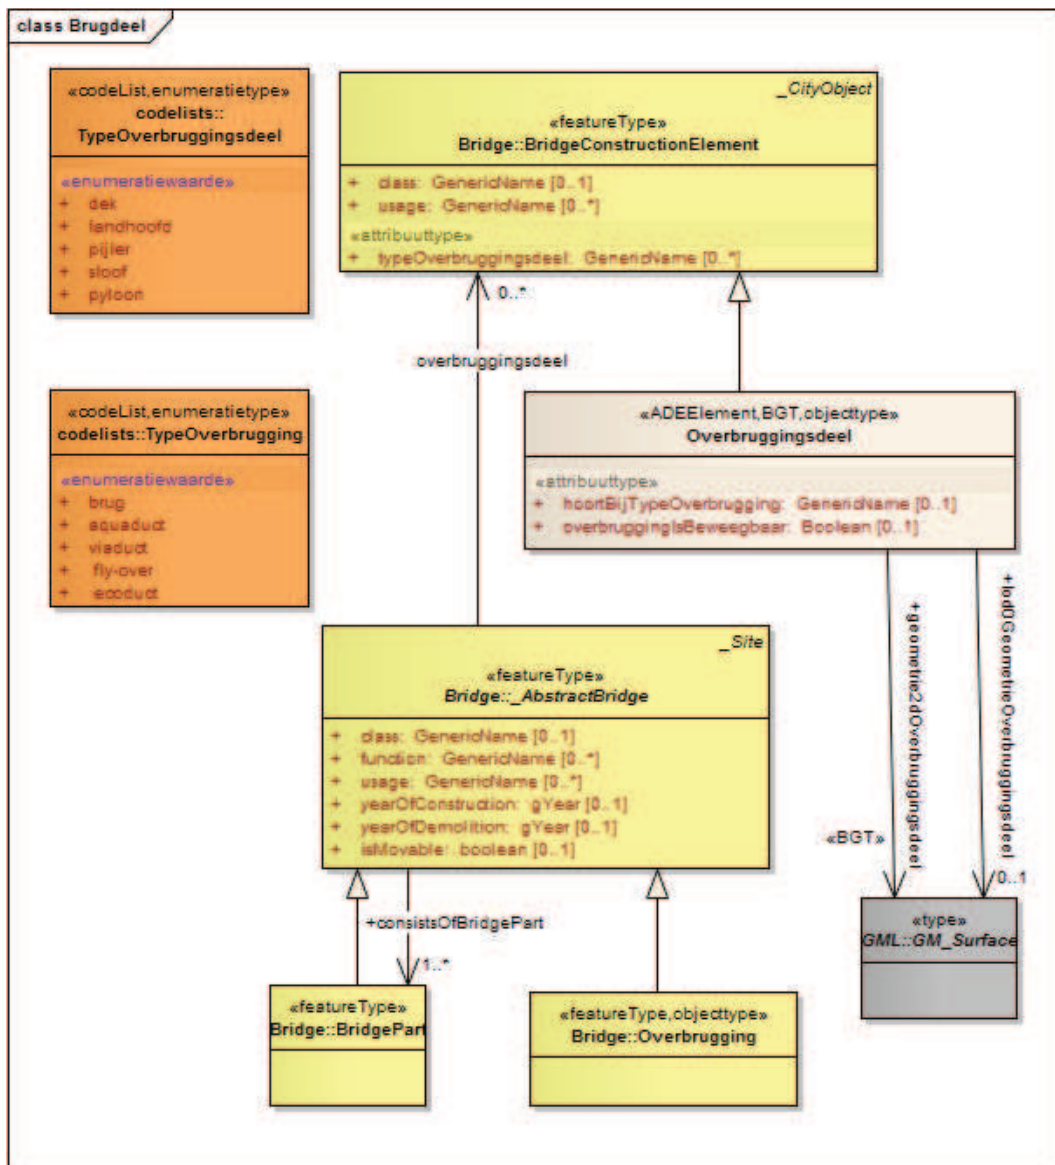 class Brugdeel
«codeList,enumeratietype»
codelists::
TypeOverbruggingsdeel
«enumeratiewaarde»
+ dek
+ landhoofd
+ pijler
+ sloof
+ pyloon
_CityObject
«featureType»
Bridge::BridgeConstructionElement
+ class: GenericName [0..1]
+ usage: GenericName [0..*]
«attribuuttype»
+ typeOverbruggingsdeel: GenericName [0..*]
0..*
overbruggingsdeel
«codeList,enumeratietype»
codelists::TypeOverbrugging
«enumeratiewaarde»
+ brug
+ aquaduct
+ viaduct
+ fly-over
+ ecoduct
«ADEElement,BGT,objecttype»
Overbruggingsdeel
«attribuuttype»
+ hoortBijTypeOverbrugging: GenericName [0..1]
+ overbruggingIsBeweegbaar: Boolean [0..1]
+geometrie2dOverbruggingsdeel
+lod0GeometrieOverbruggingsdeel
«BGT»
0..1
_Site
«featureType»
Bridge::_AbstractBridge
+ class: GenericName [0..1]
+ function: GenericName [0..*]
+ usage: GenericName [0..*]
+ yearOfConstruction: gYear [0..1]
+ yearOfDemolition: gYear [0..1]
+ isMovable: boolean [0..1]
+consistsOfBridgePart
1..*
«type»
GML::GM_Surface
«featureType»
Bridge::BridgePart
«featureType,objecttype»
Bridge::Overbrugging